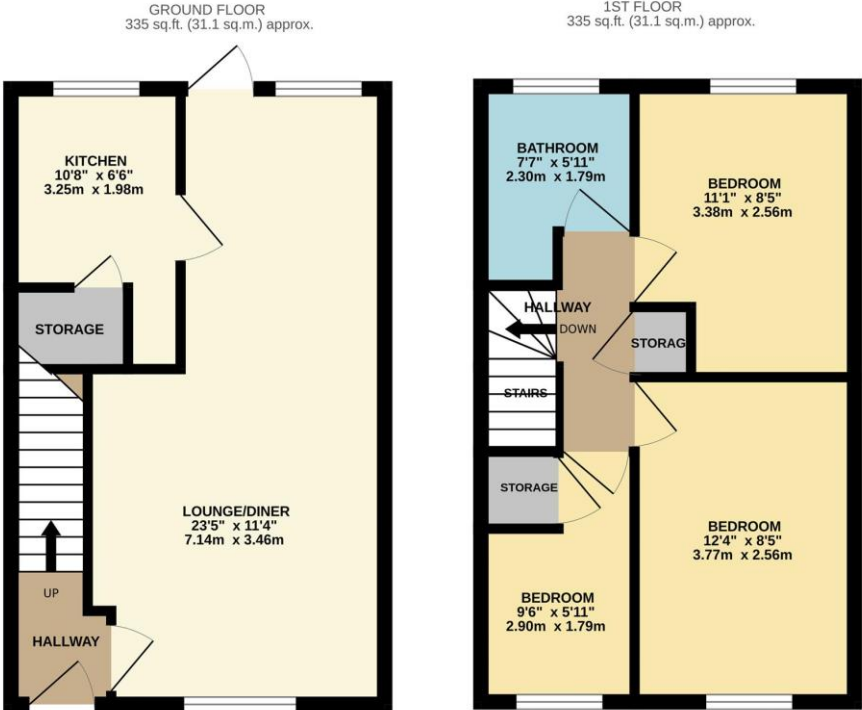 GROUND FLOOR
335 sq.ft. (31.1 sq.m.) approx.
KITCHEN
10'8" x 6'6"
3.25m x 1.98m
STORAGE
LOUNGE/DINER
23'5" x 11'4"
7.14m x 3.46m
UP
HALLWAY
1ST FLOOR
335 sq.ft. (31.1 sq.m.) approx.
BATHROOM
7'7" x 5'11"
2.30m x 1.79m
BEDROOM
11'1" x 8'5"
3.38m x 2.56m
HALLWAY
DOWN
STORAG
STAIRS
STORAGE
BEDROOM
12'4" x 8'5"
3.77m x 2.56m
BEDROOM
9'6" x 5'11"
2.90m x 1.79m